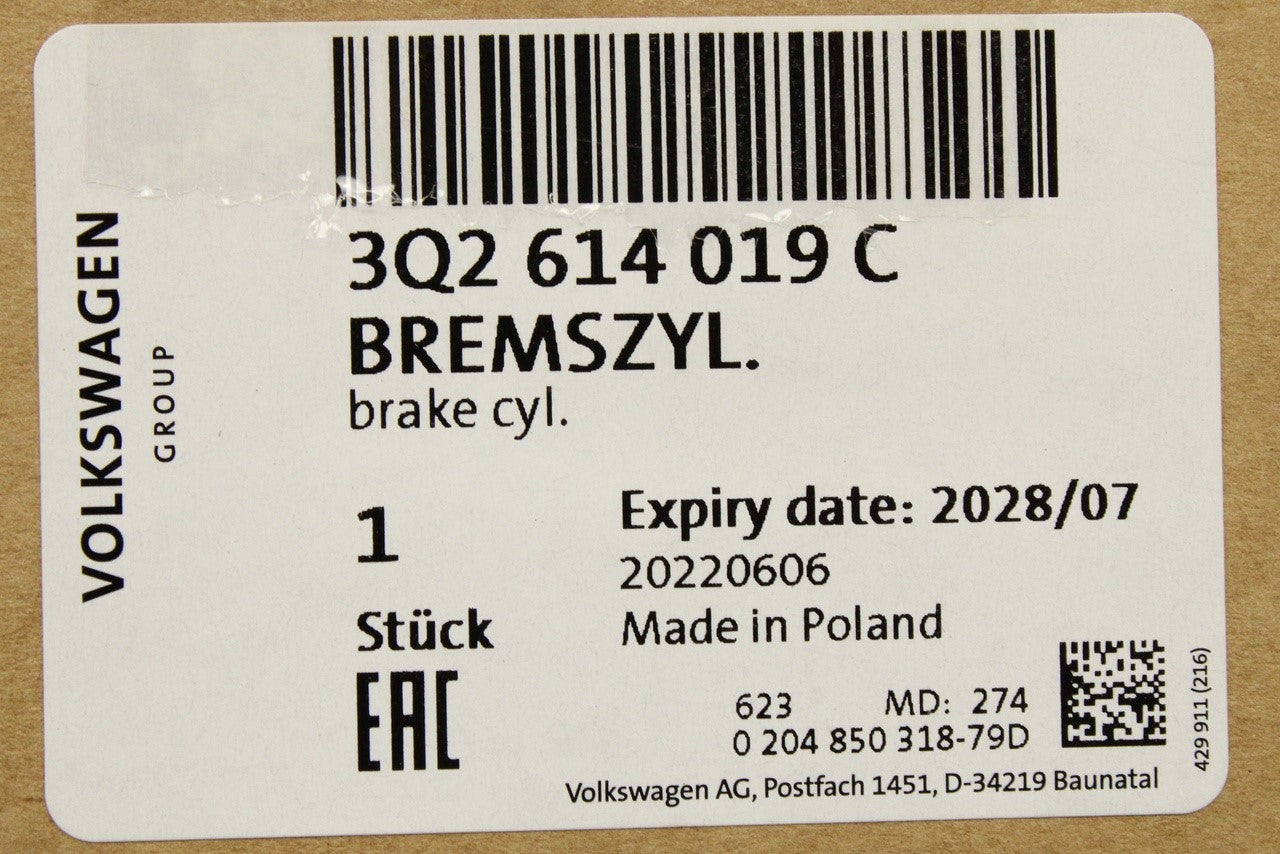 VOLKSWAGEN
GROUP
3Q2 614 019 C
BREMSZYL.
brake cyl.
1
Stück
Expiry date: 2028/07
20220606
Made in Poland
EAC
623 MD: 274
0 204 850 318-79D
429 911 (216)
Volkswagen AG, Postfach 1451, D-34219 Baunatal